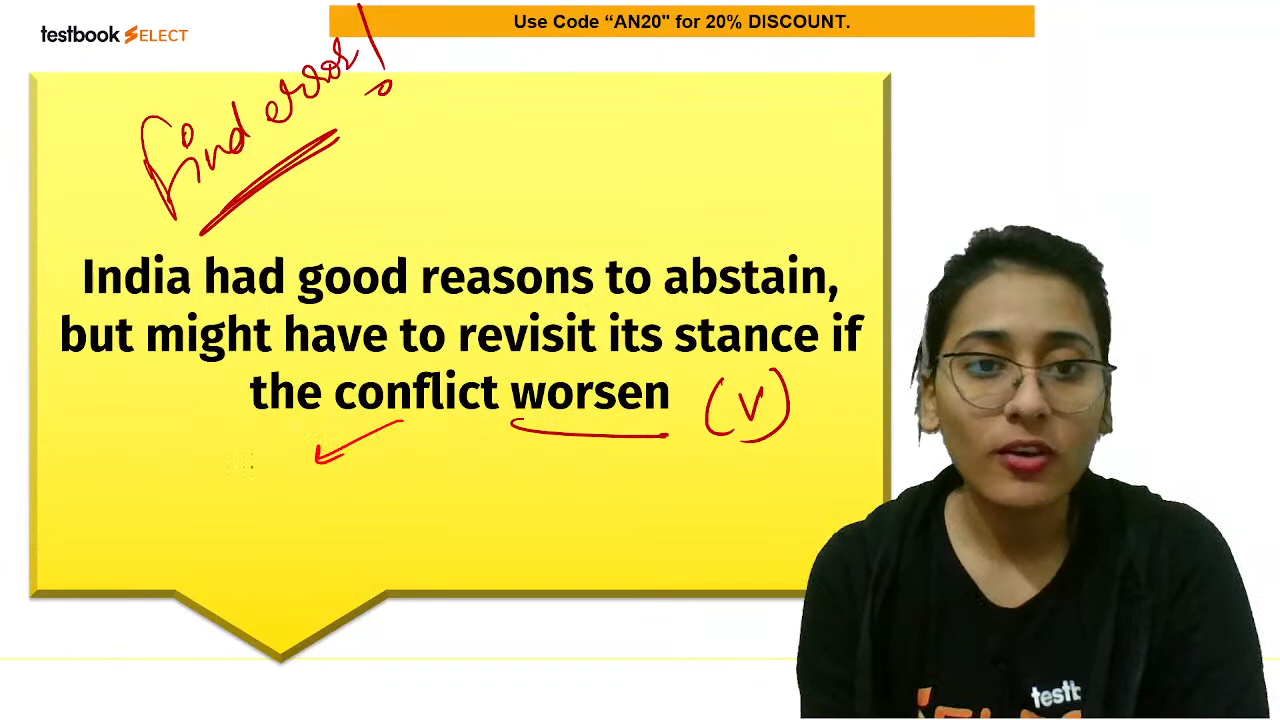 testbook SELECT
Use Code “AN20" for 20% DISCOUNT.
find error!
India had good reasons to abstain,
but might have to revisit its stance if
the conflict worsen (V)